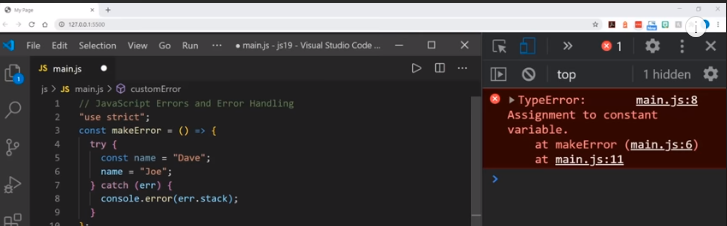 My Page
127.0.0.1:5500
File Edit Selection View Go Run ... ● main.js - js19 - Visual Studio Code ...
JS main.js ●
js > JS main.js > customError
1 // JavaScript Errors and Error Handling
2 "use strict";
3 const makeError = () => {
4 try {
5 const name = "Dave";
6 name = "Joe";
7 } catch (err) {
8 console.error(err.stack);
9 }
10 };
1
top
1 hidden
TypeError: main.js:8
Assignment to constant
variable.
at makeError (main.js:6)
at main.js:11